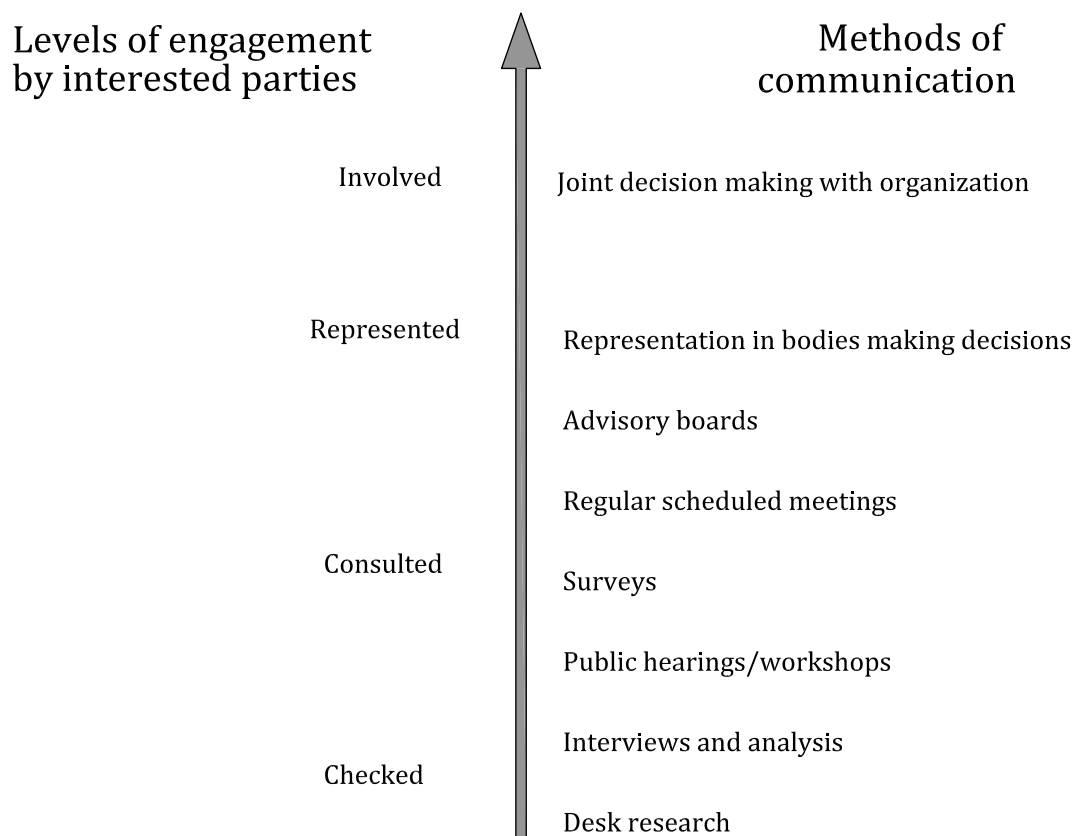 Levels of engagement
by interested parties
Methods of
communication
Involved
Joint decision making with organization
Represented
Representation in bodies making decisions
Advisory boards
Regular scheduled meetings
Consulted
Surveys
Public hearings/workshops
Interviews and analysis
Checked
Desk research